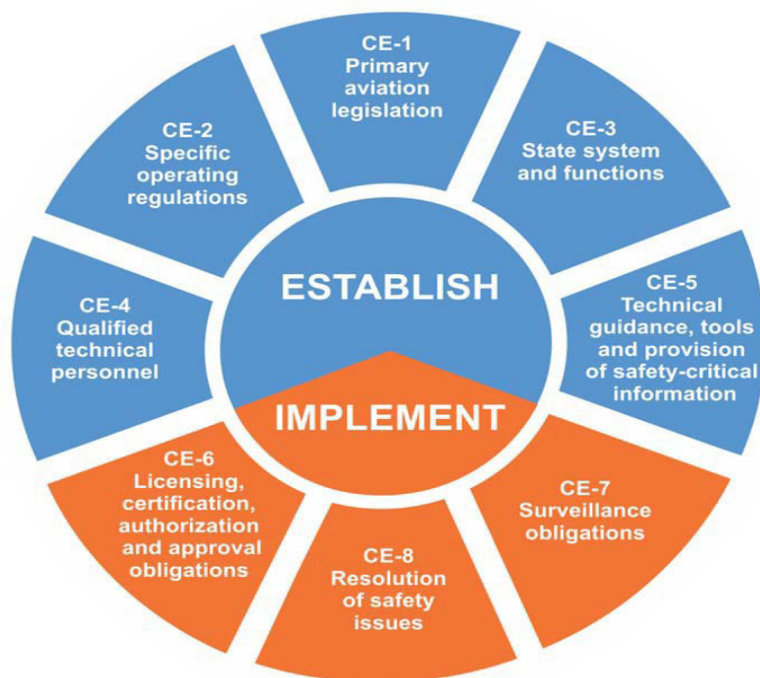 CE-1
Primary
aviation
legislation
CE-2
Specific
operating
regulations
CE-3
State system
and functions
ESTABLISH
CE-4
Qualified
technical
personnel
CE-5
Technical
guidance, tools
and provision
of safety-critical
information
IMPLEMENT
CE-6
Licensing,
certification,
authorization
and approval
obligations
CE-7
Surveillance
obligations
CE-8
Resolution
of safety
issues